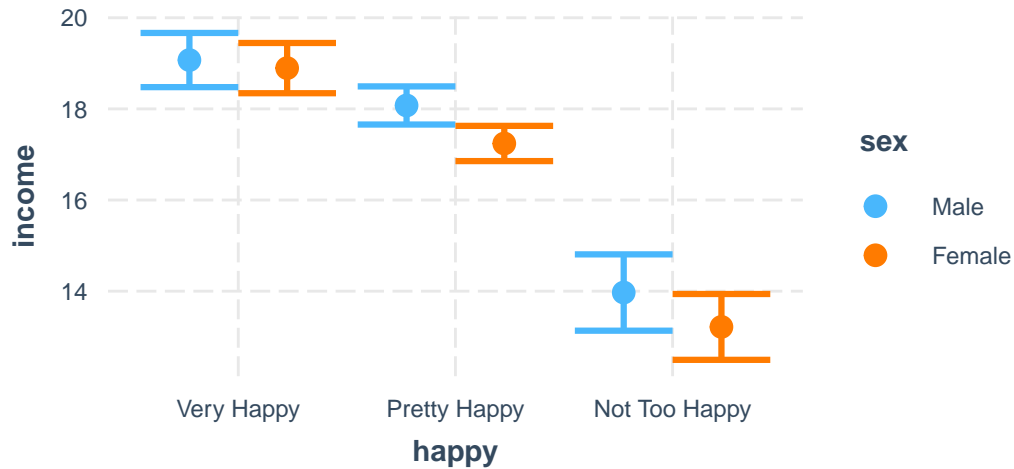 20
18
16
14
income
Very Happy
Pretty Happy
Not Too Happy
happy
sex
Male
Female